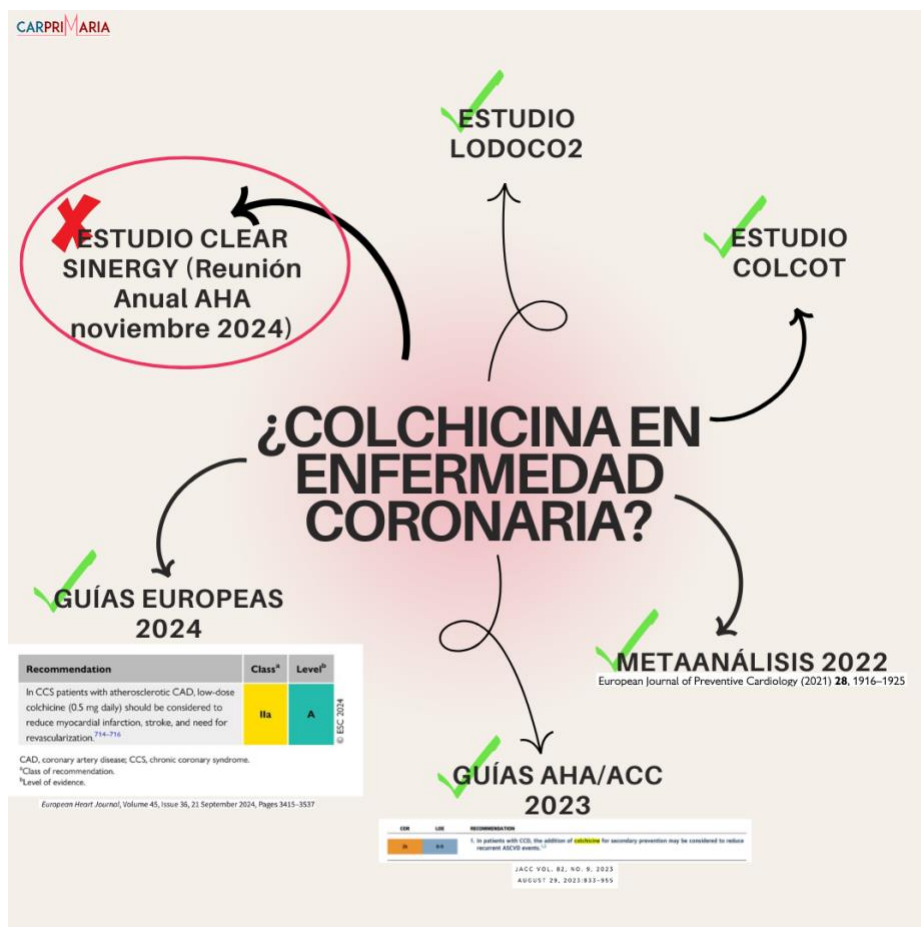 CARPRIMARIA
ESTUDIO
LODOCO2
ESTUDIO
COLCOT
ESTUDIO CLEAR
SINERGY (Reunión
Anual AHA
noviembre 2024)
¿COLCHICINA EN
ENFERMEDAD
CORONARIA?
GUÍAS EUROPEAS
2024
Recommendation Classᵃ Levelᵇ
In CCS patients with atherosclerotic CAD, low-dose
colchicine (0.5 mg daily) should be considered to
reduce myocardial infarction, stroke, and need for
revascularization.⁷¹⁴⁻⁷¹⁶
IIa A
© ESC 2024
CAD, coronary artery disease; CCS, chronic coronary syndrome.
ᵃClass of recommendation.
ᵇLevel of evidence.
European Heart Journal, Volume 45, Issue 36, 21 September 2024, Pages 3415–3537
METAANÁLISIS 2022
European Journal of Preventive Cardiology (2021) 28, 1916–1925
GUÍAS AHA/ACC
2023
COR LOE RECOMMENDATION
1. In patients with CCD, the addition of colchicine for secondary prevention may be considered to reduce
recurrent ASCVD events.
JACC VOL. 82, NO. 9, 2023
AUGUST 29, 2023:833–955